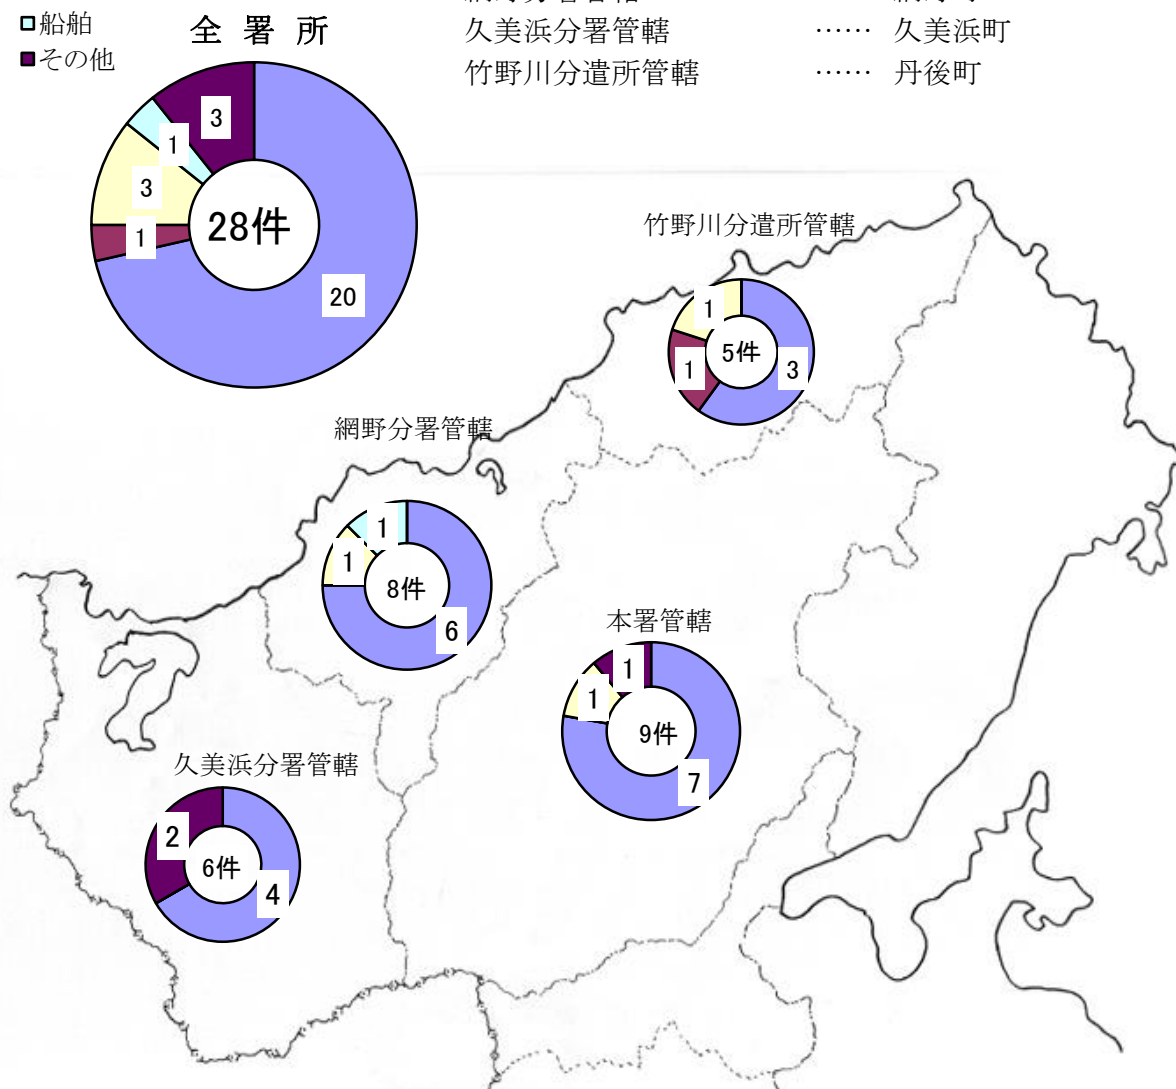 船舶
その他
全 署 所
久美浜分署管轄 …… 久美浜町
竹野川分遣所管轄 …… 丹後町
3
1
3
1
28件
20
竹野川分遣所管轄
1
5件
1
3
網野分署管轄
1
1
8件
6
本署管轄
1
1
9件
7
久美浜分署管轄
2
6件
4